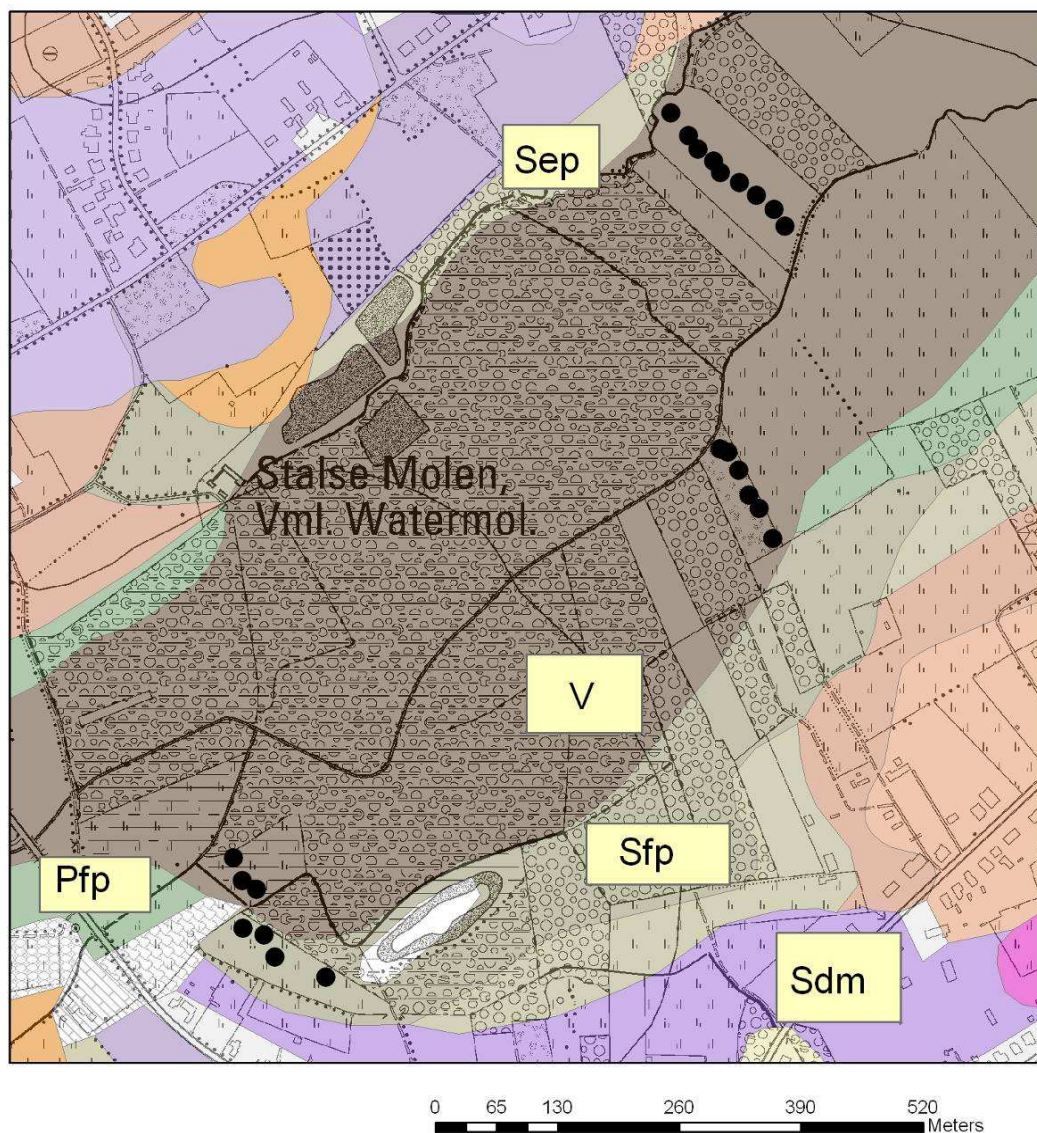 Sep
Stalse Molen,
Vml. Watermol.
V
Sfp
Pfp
Sdm
0 65 130 260 390 520
Meters